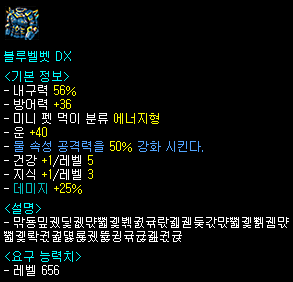 블루벨벳 DX
<기본 정보>
- 내구력 56%
- 방어력 +36
- 미니 펫 먹이 분류 에너지형
- 운 +40
- 물 속성 공격력을 50% 강화 시킨다.
- 건강 +1/레벨 5
- 지식 +1/레벨 3
- 데미지 +25%
<설명>
<요구 능력치>
- 레벨 656